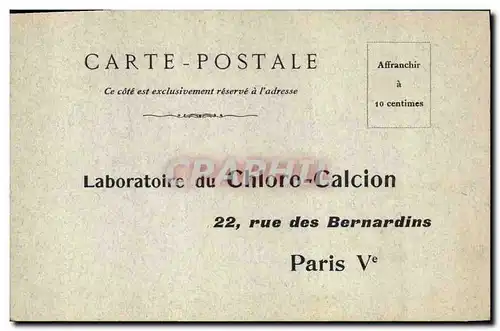 CARTE-POSTALE
Ce côté est exclusivement réservé à l'adresse
Affranchir
à
10 centimes
CPAPHIL
Laboratoire du Chloro-Calcion
22, rue des Bernardins
Paris Ve